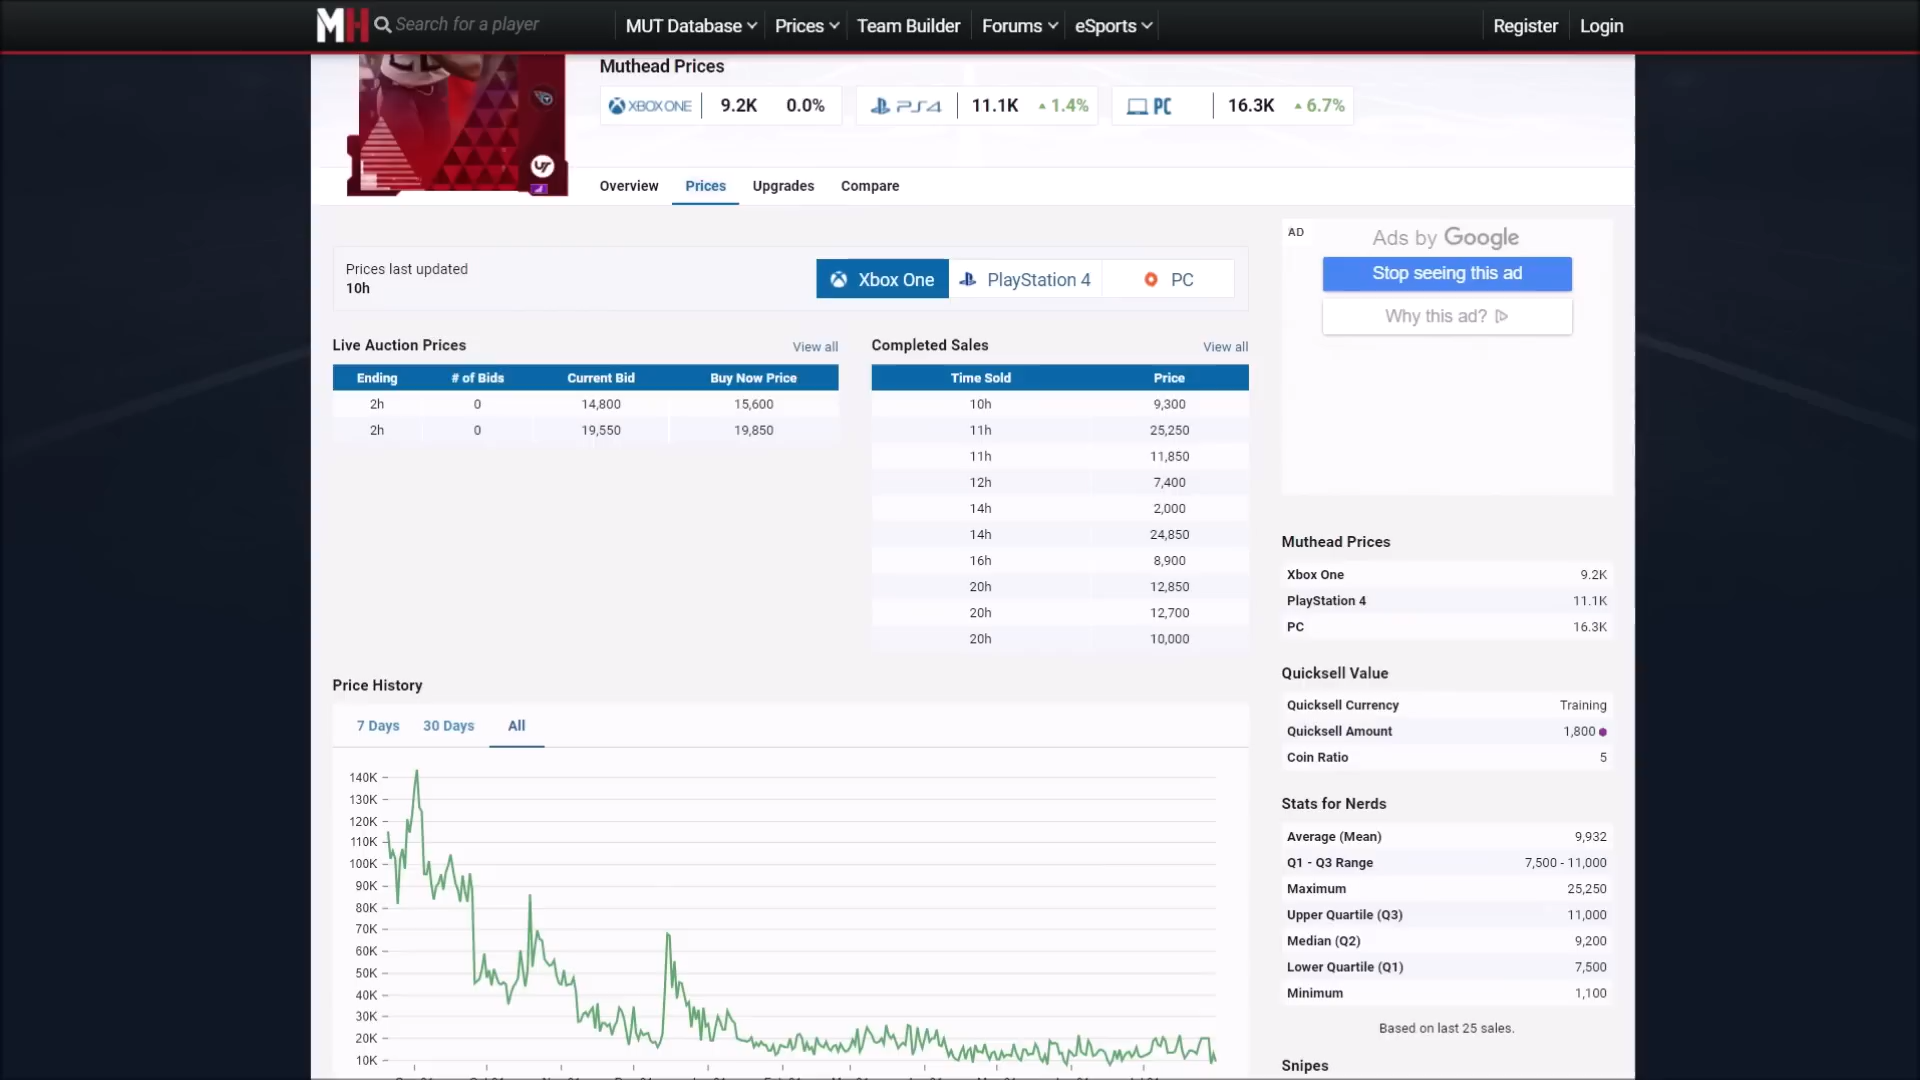 MH Search for a player MUT Database Prices Team Builder Forums eSports Register Login
Muthead Prices
XBOX ONE 9.2K 0.0% PS4 11.1K 1.4% PC 16.3K 6.7%
UT
Overview Prices Upgrades Compare
Prices last updated
10h
Xbox One PlayStation 4 PC
Live Auction Prices View all
Ending # of Bids Current Bid Buy Now Price
2h 0 14,800 15,600
2h 0 19,550 19,850
Completed Sales View all
Time Sold Price
10h 9,300
11h 25,250
11h 11,850
12h 7,400
14h 2,000
14h 24,850
16h 8,900
20h 12,850
20h 12,700
20h 10,000
Price History
7 Days 30 Days All
140K
130K
120K
110K
100K
90K
80K
70K
60K
50K
40K
30K
20K
10K
AD
Ads by Google
Stop seeing this ad
Why this ad?
Muthead Prices
Xbox One 9.2K
PlayStation 4 11.1K
PC 16.3K
Quicksell Value
Quicksell Currency Training
Quicksell Amount 1,800
Coin Ratio 5
Stats for Nerds
Average (Mean) 9,932
Q1 - Q3 Range 7,500 - 11,000
Maximum 25,250
Upper Quartile (Q3) 11,000
Median (Q2) 9,200
Lower Quartile (Q1) 7,500
Minimum 1,100
Based on last 25 sales.
Snipes